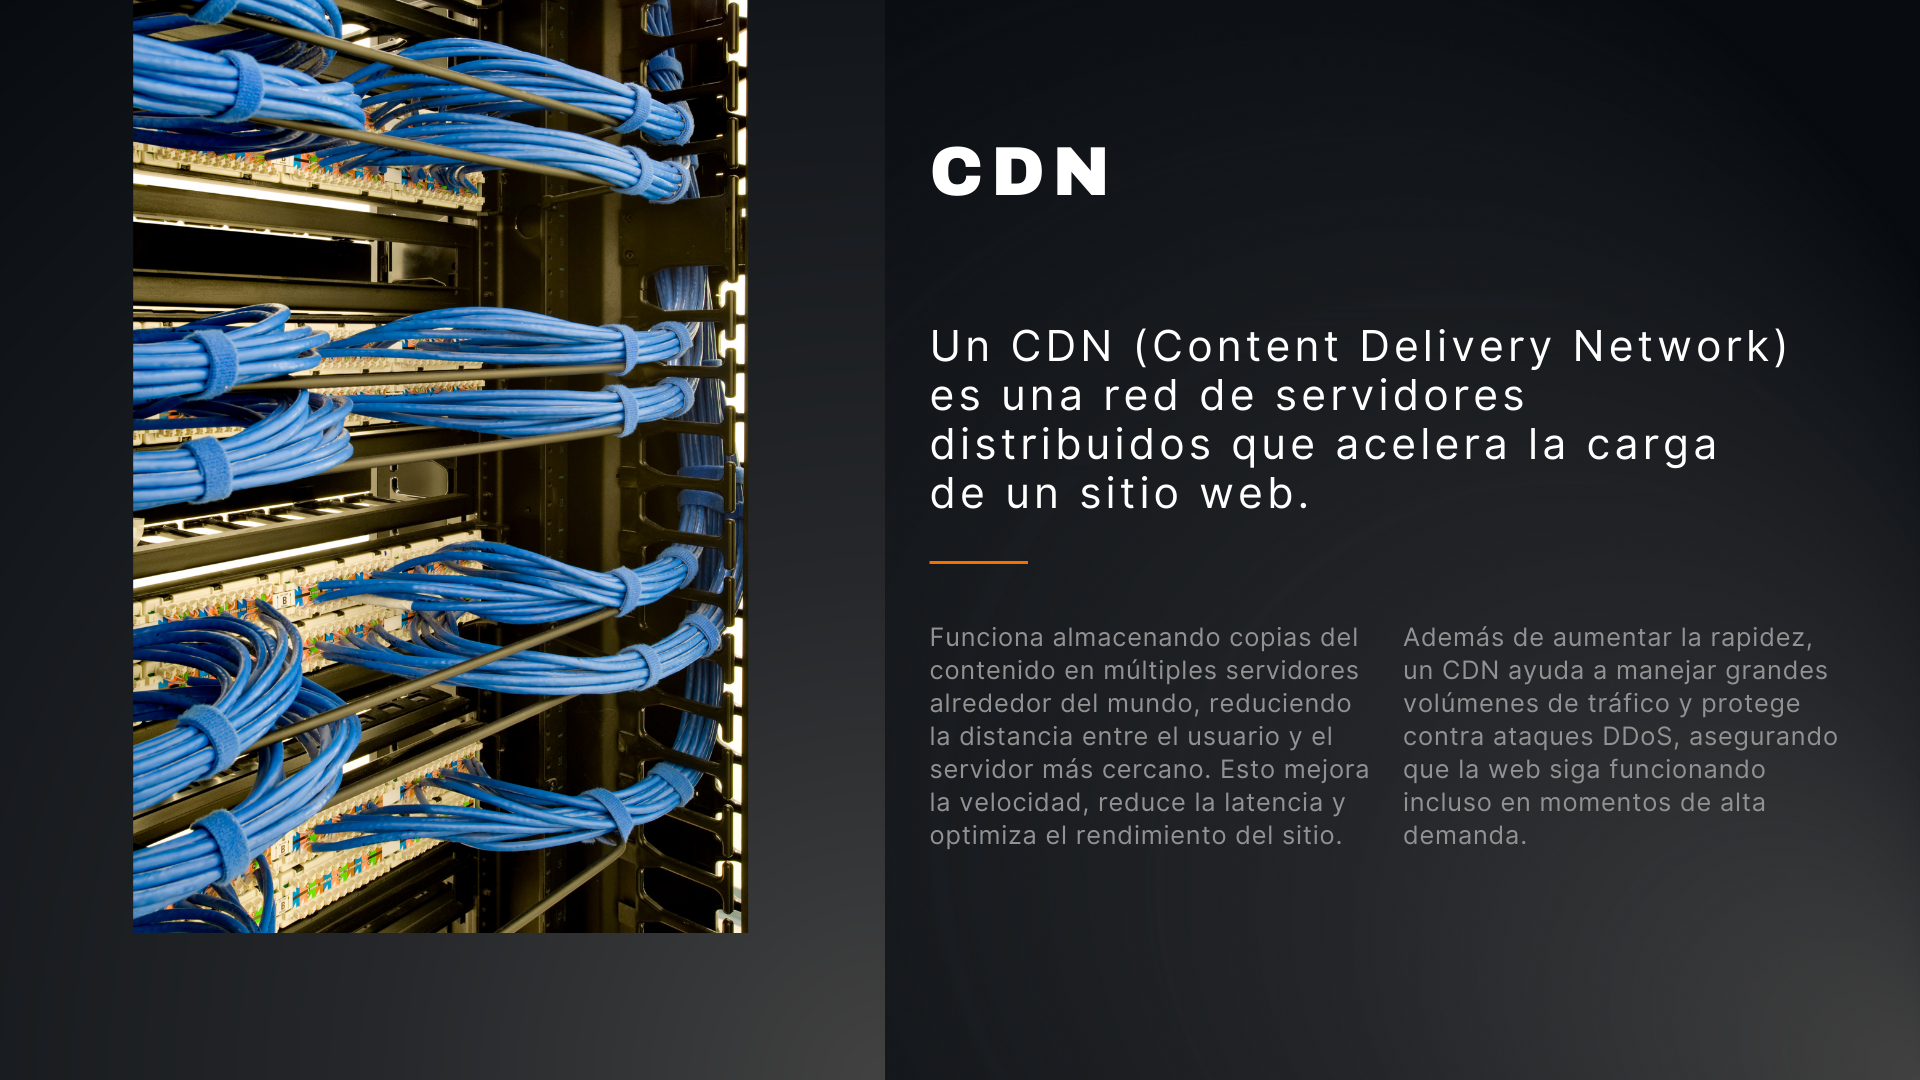 CDN
Un CDN (Content Delivery Network)
es una red de servidores
distribuidos que acelera la carga
de un sitio web.
Funciona almacenando copias del
contenido en múltiples servidores
alrededor del mundo, reduciendo
la distancia entre el usuario y el
servidor más cercano. Esto mejora
la velocidad, reduce la latencia y
optimiza el rendimiento del sitio.
Además de aumentar la rapidez,
un CDN ayuda a manejar grandes
volúmenes de tráfico y protege
contra ataques DDoS, asegurando
que la web siga funcionando
incluso en momentos de alta
demanda.